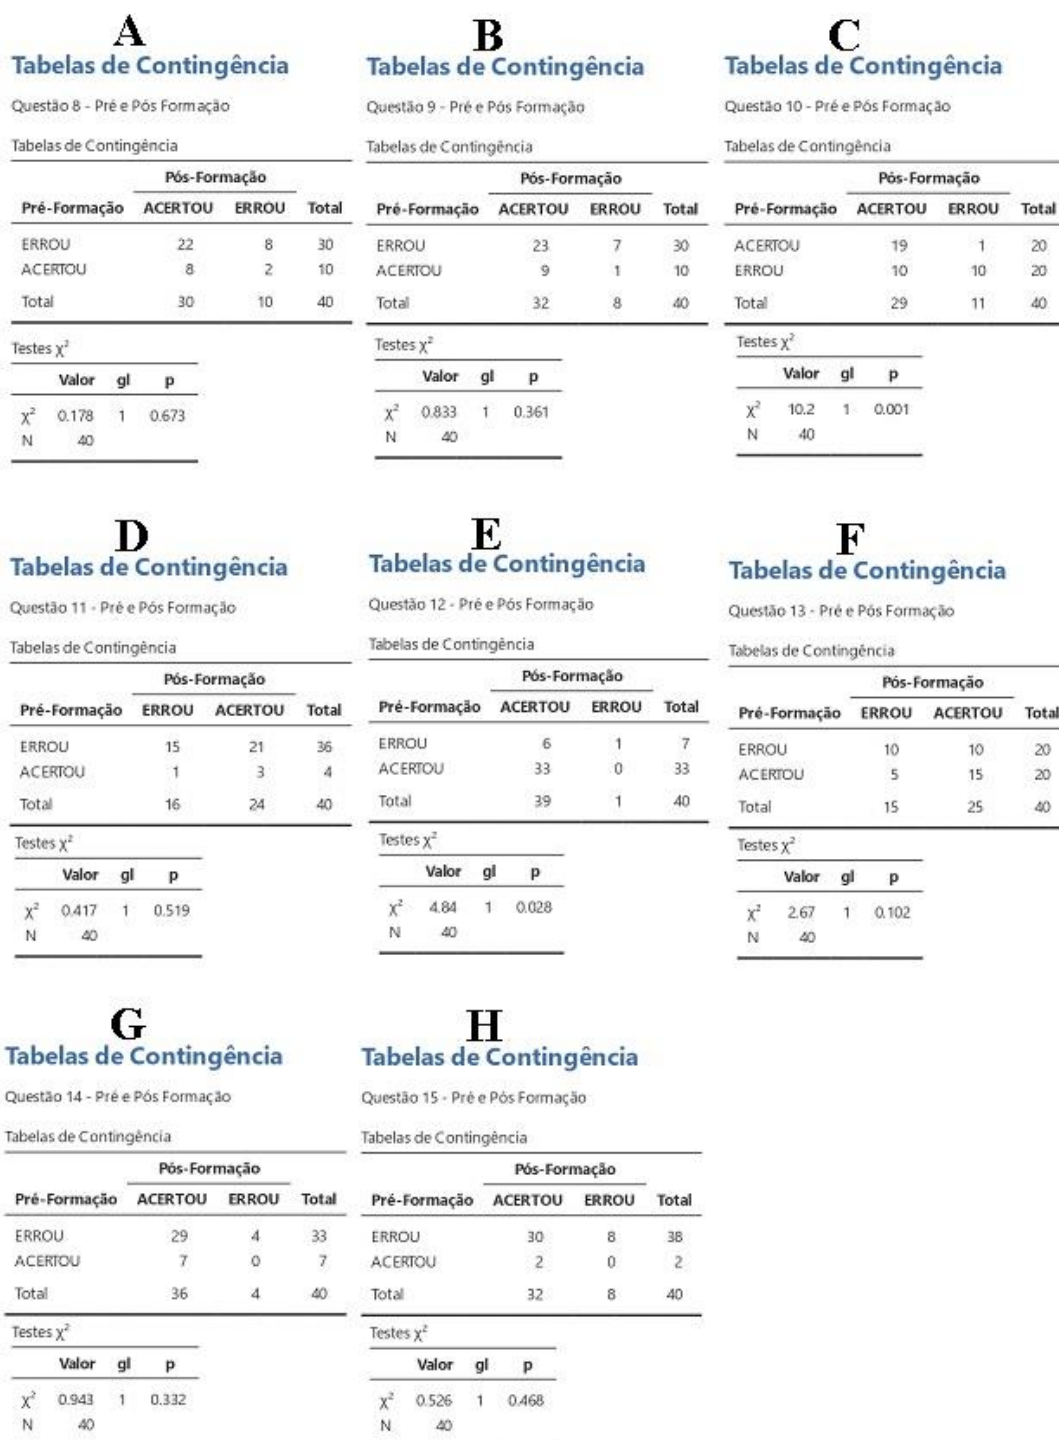 A
Tabelas de Contingência
Questão 8 - Pré e Pós Formação
Tabelas de Contingência
Pós-Formação
Pré-Formação ACERTOU ERROU Total
ERROU 22 8 30
ACERTOU 8 2 10
Total 30 10 40
Testes χ²
Valor gl p
χ² 0.178 1 0.673
N 40
B
Tabelas de Contingência
Questão 9 - Pré e Pós Formação
Tabelas de Contingência
Pós-Formação
Pré-Formação ACERTOU ERROU Total
ERROU 23 7 30
ACERTOU 9 1 10
Total 32 8 40
Testes χ²
Valor gl p
χ² 0.833 1 0.361
N 40
C
Tabelas de Contingência
Questão 10 - Pré e Pós Formação
Tabelas de Contingência
Pós-Formação
Pré-Formação ACERTOU ERROU Total
ACERTOU 19 1 20
ERROU 10 10 20
Total 29 11 40
Testes χ²
Valor gl p
χ² 10.2 1 0.001
N 40
D
Tabelas de Contingência
Questão 11 - Pré e Pós Formação
Tabelas de Contingência
Pós-Formação
Pré-Formação ERROU ACERTOU Total
ERROU 15 21 36
ACERTOU 1 3 4
Total 16 24 40
Testes χ²
Valor gl p
χ² 0.417 1 0.519
N 40
E
Tabelas de Contingência
Questão 12 - Pré e Pós Formação
Tabelas de Contingência
Pós-Formação
Pré-Formação ACERTOU ERROU Total
ERROU 6 1 7
ACERTOU 33 0 33
Total 39 1 40
Testes χ²
Valor gl p
χ² 4.84 1 0.028
N 40
F
Tabelas de Contingência
Questão 13 - Pré e Pós Formação
Tabelas de Contingência
Pós-Formação
Pré-Formação ERROU ACERTOU Total
ERROU 10 10 20
ACERTOU 5 15 20
Total 15 25 40
Testes χ²
Valor gl p
χ² 2.67 1 0.102
N 40
G
Tabelas de Contingência
Questão 14 - Pré e Pós Formação
Tabelas de Contingência
Pós-Formação
Pré-Formação ACERTOU ERROU Total
ERROU 29 4 33
ACERTOU 7 0 7
Total 36 4 40
Testes χ²
Valor gl p
χ² 0.943 1 0.332
N 40
H
Tabelas de Contingência
Questão 15 - Pré e Pós Formação
Tabelas de Contingência
Pós-Formação
Pré-Formação ACERTOU ERROU Total
ERROU 30 8 38
ACERTOU 2 0 2
Total 32 8 40
Testes χ²
Valor gl p
χ² 0.526 1 0.468
N 40